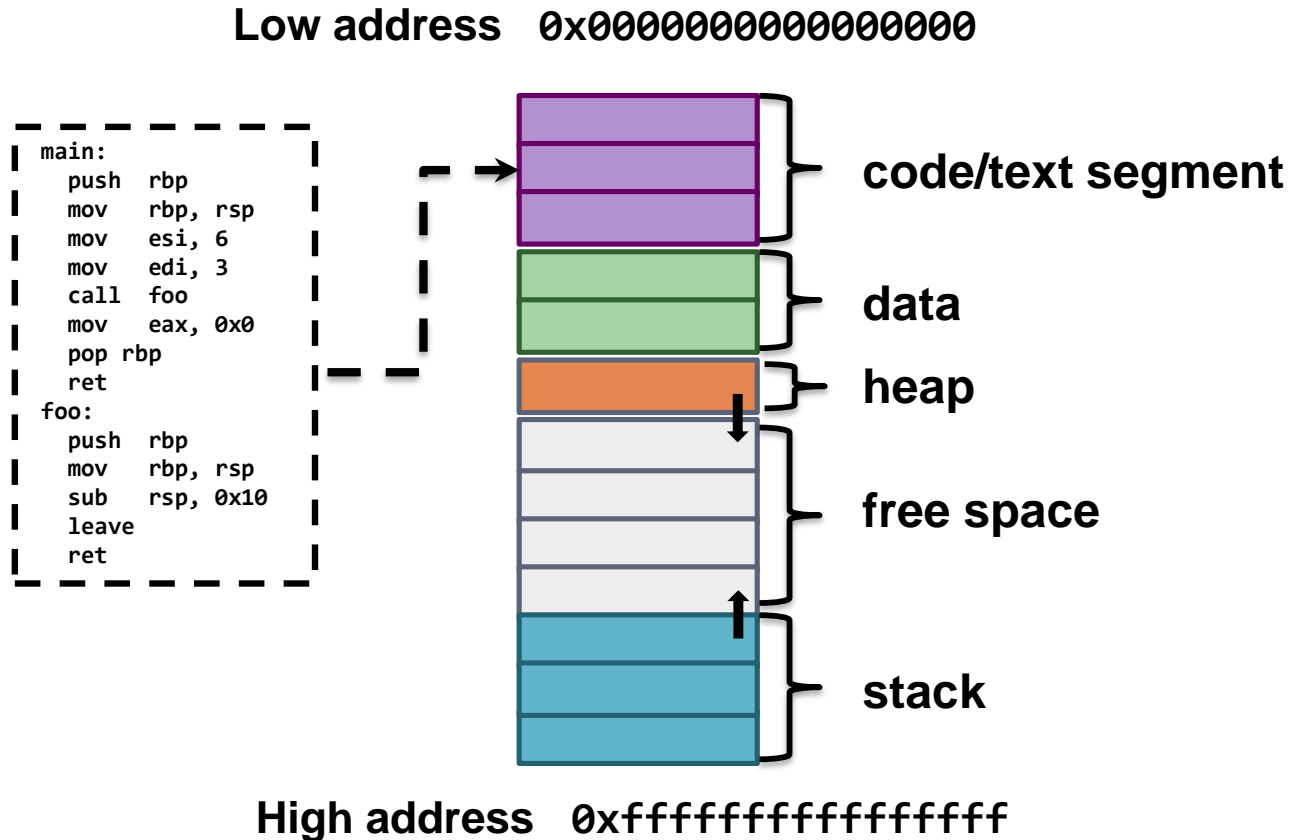 Low address 0x0000000000000000
main:
push rbp
mov rbp, rsp
mov esi, 6
mov edi, 3
call foo
mov eax, 0x0
pop rbp
ret
foo:
push rbp
mov rbp, rsp
sub rsp, 0x10
leave
ret
code/text segment
data
heap
free space
stack
High address 0xffffffffffffffff